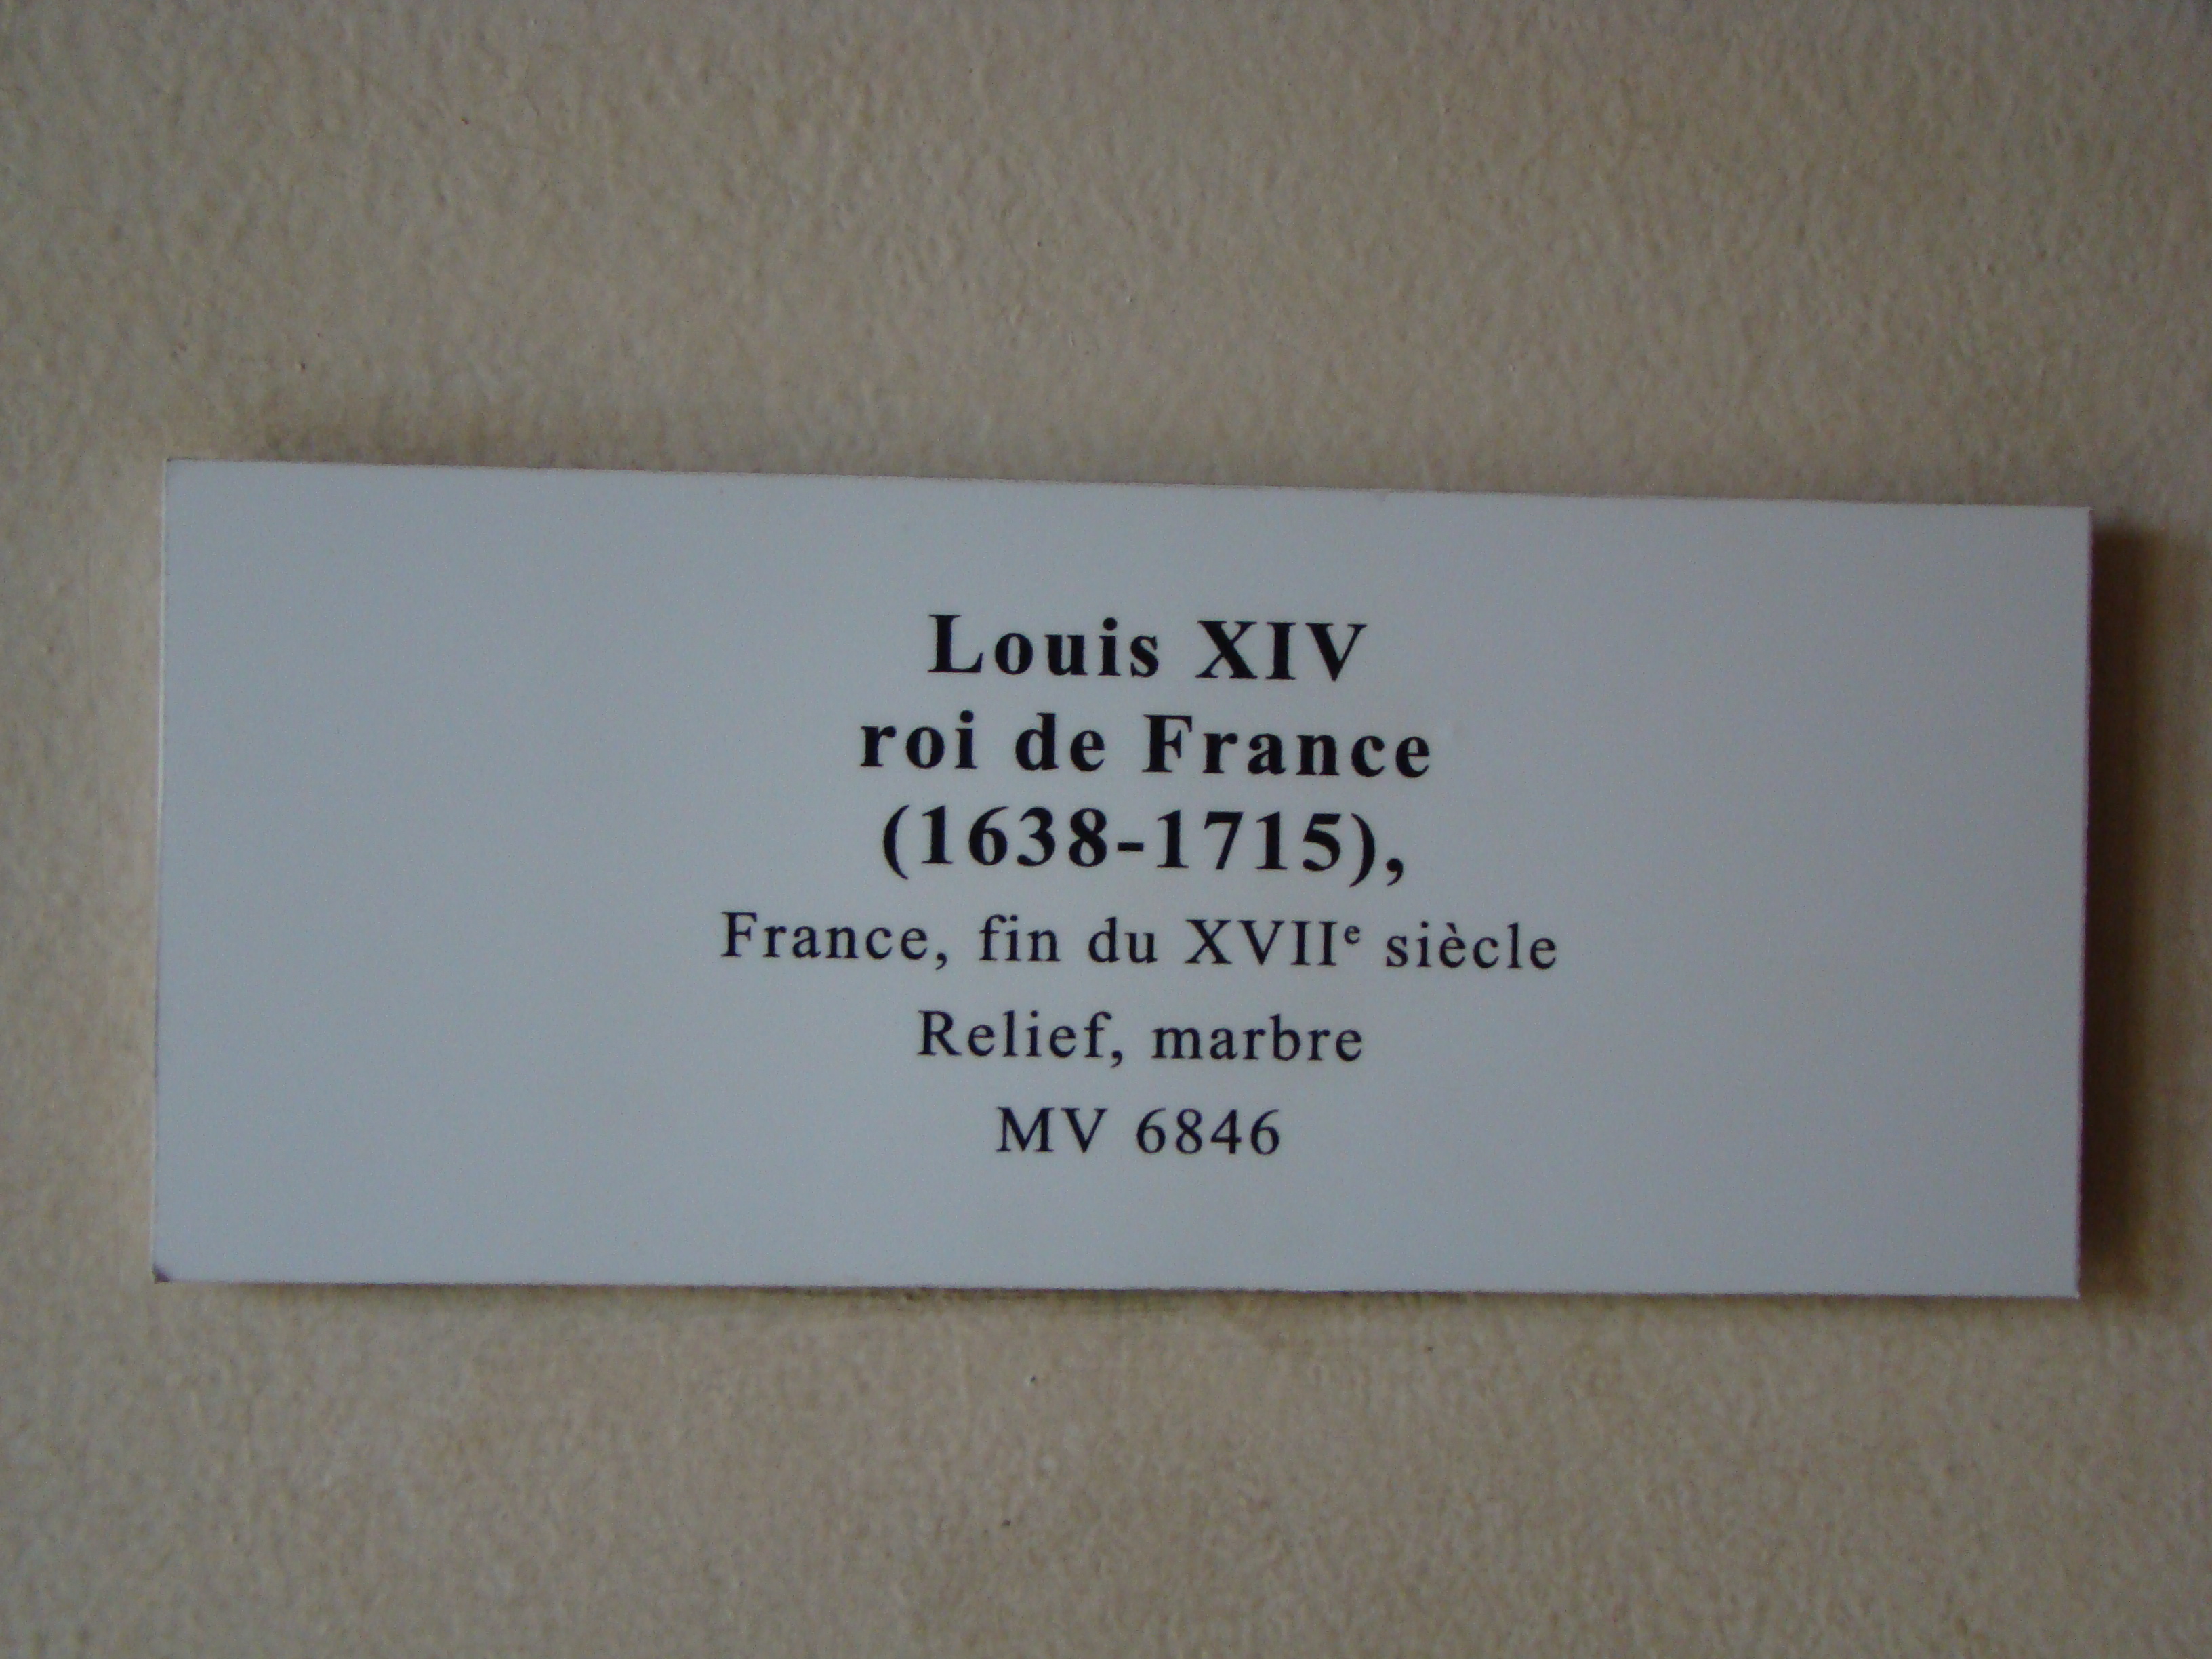 Louis XIV
roi de France
(1638-1715),
France, fin du XVIIᵉ siècle
Relief, marbre
MV 6846